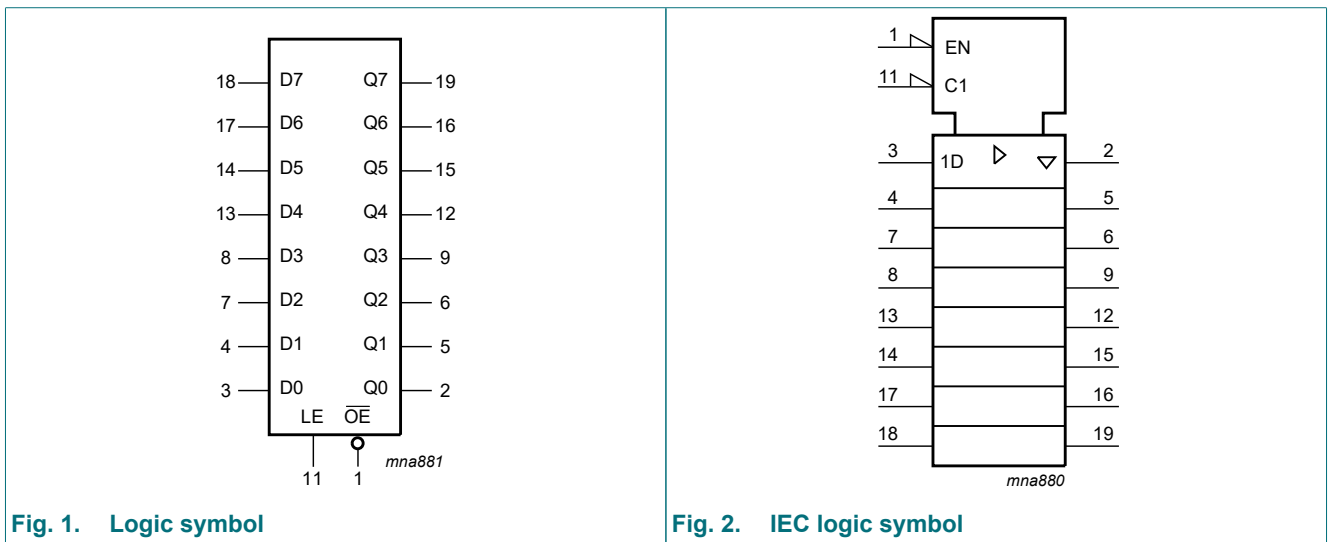 18 D7 Q7 19
17 D6 Q6 16
14 D5 Q5 15
13 D4 Q4 12
8 D3 Q3 9
7 D2 Q2 6
4 D1 Q1 5
3 D0 Q0 2
LE O̅E̅
11 1 mna881
Fig. 1. Logic symbol
1 EN
11 C1
3 1D 2
4 5
7 6
8 9
13 12
14 15
17 16
18 19
mna880
Fig. 2. IEC logic symbol